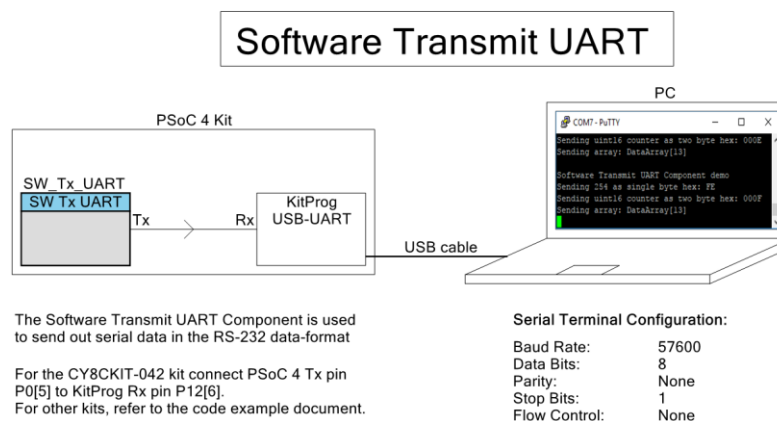 Software Transmit UART
PSoC 4 Kit
SW_Tx_UART
SW Tx UART
Tx
Rx
KitProg
USB-UART
USB cable
PC
COM7 - PuTTY
Sending uint16 counter as two byte hex: 000E
Sending array: DataArray[13]
Software Transmit UART Component demo
Sending 254 as single byte hex: FE
Sending uint16 counter as two byte hex: 000F
Sending array: DataArray[13]
The Software Transmit UART Component is used
to send out serial data in the RS-232 data-format
For the CY8CKIT-042 kit connect PSoC 4 Tx pin
P0[5] to KitProg Rx pin P12[6].
For other kits, refer to the code example document.
Serial Terminal Configuration:
Baud Rate: 57600
Data Bits: 8
Parity: None
Stop Bits: 1
Flow Control: None